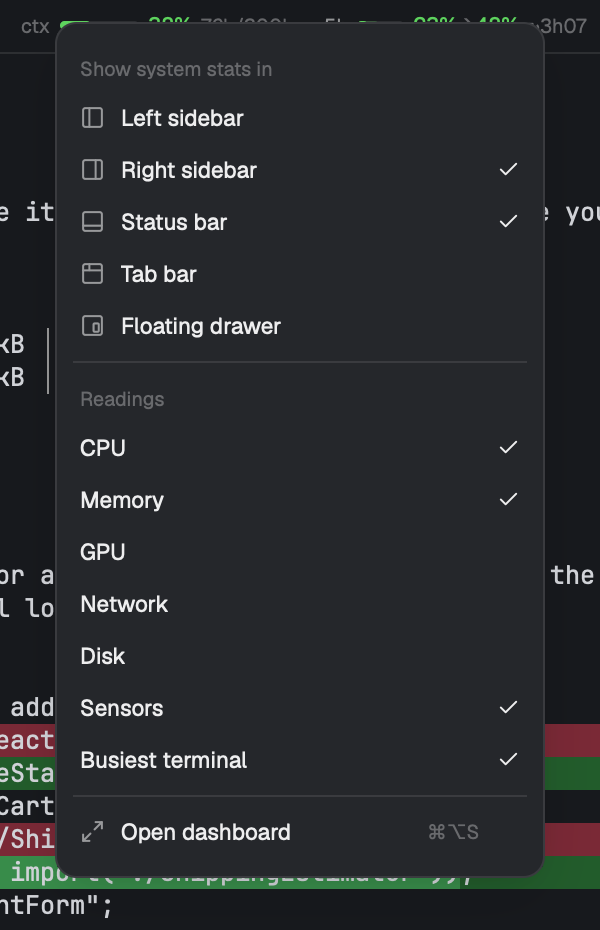 ctx
3h07
Show system stats in
Left sidebar
Right sidebar
e it
Status bar
Tab bar
Floating drawer
kB
kB
Readings
CPU
Memory
GPU
or a
the
Network
l lo
Disk
add
Sensors
eact
Busiest terminal
eSta
Cart
Open dashboard ⌘⌥S
/Shi
ntForm";